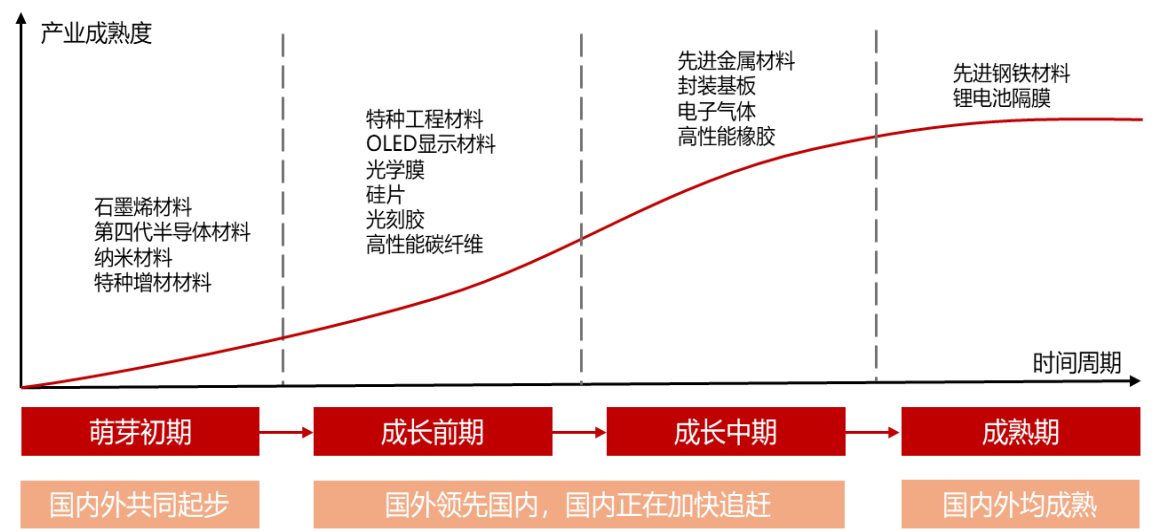 产业成熟度
石墨烯材料
第四代半导体材料
纳米材料
特种增材材料
特种工程材料
OLED显示材料
光学膜
硅片
光刻胶
高性能碳纤维
先进金属材料
封装基板
电子气体
高性能橡胶
先进钢铁材料
锂电池隔膜
时间周期
萌芽初期
成长前期
成长中期
成熟期
国内外共同起步
国外领先国内，国内正在加快追赶
国内外均成熟